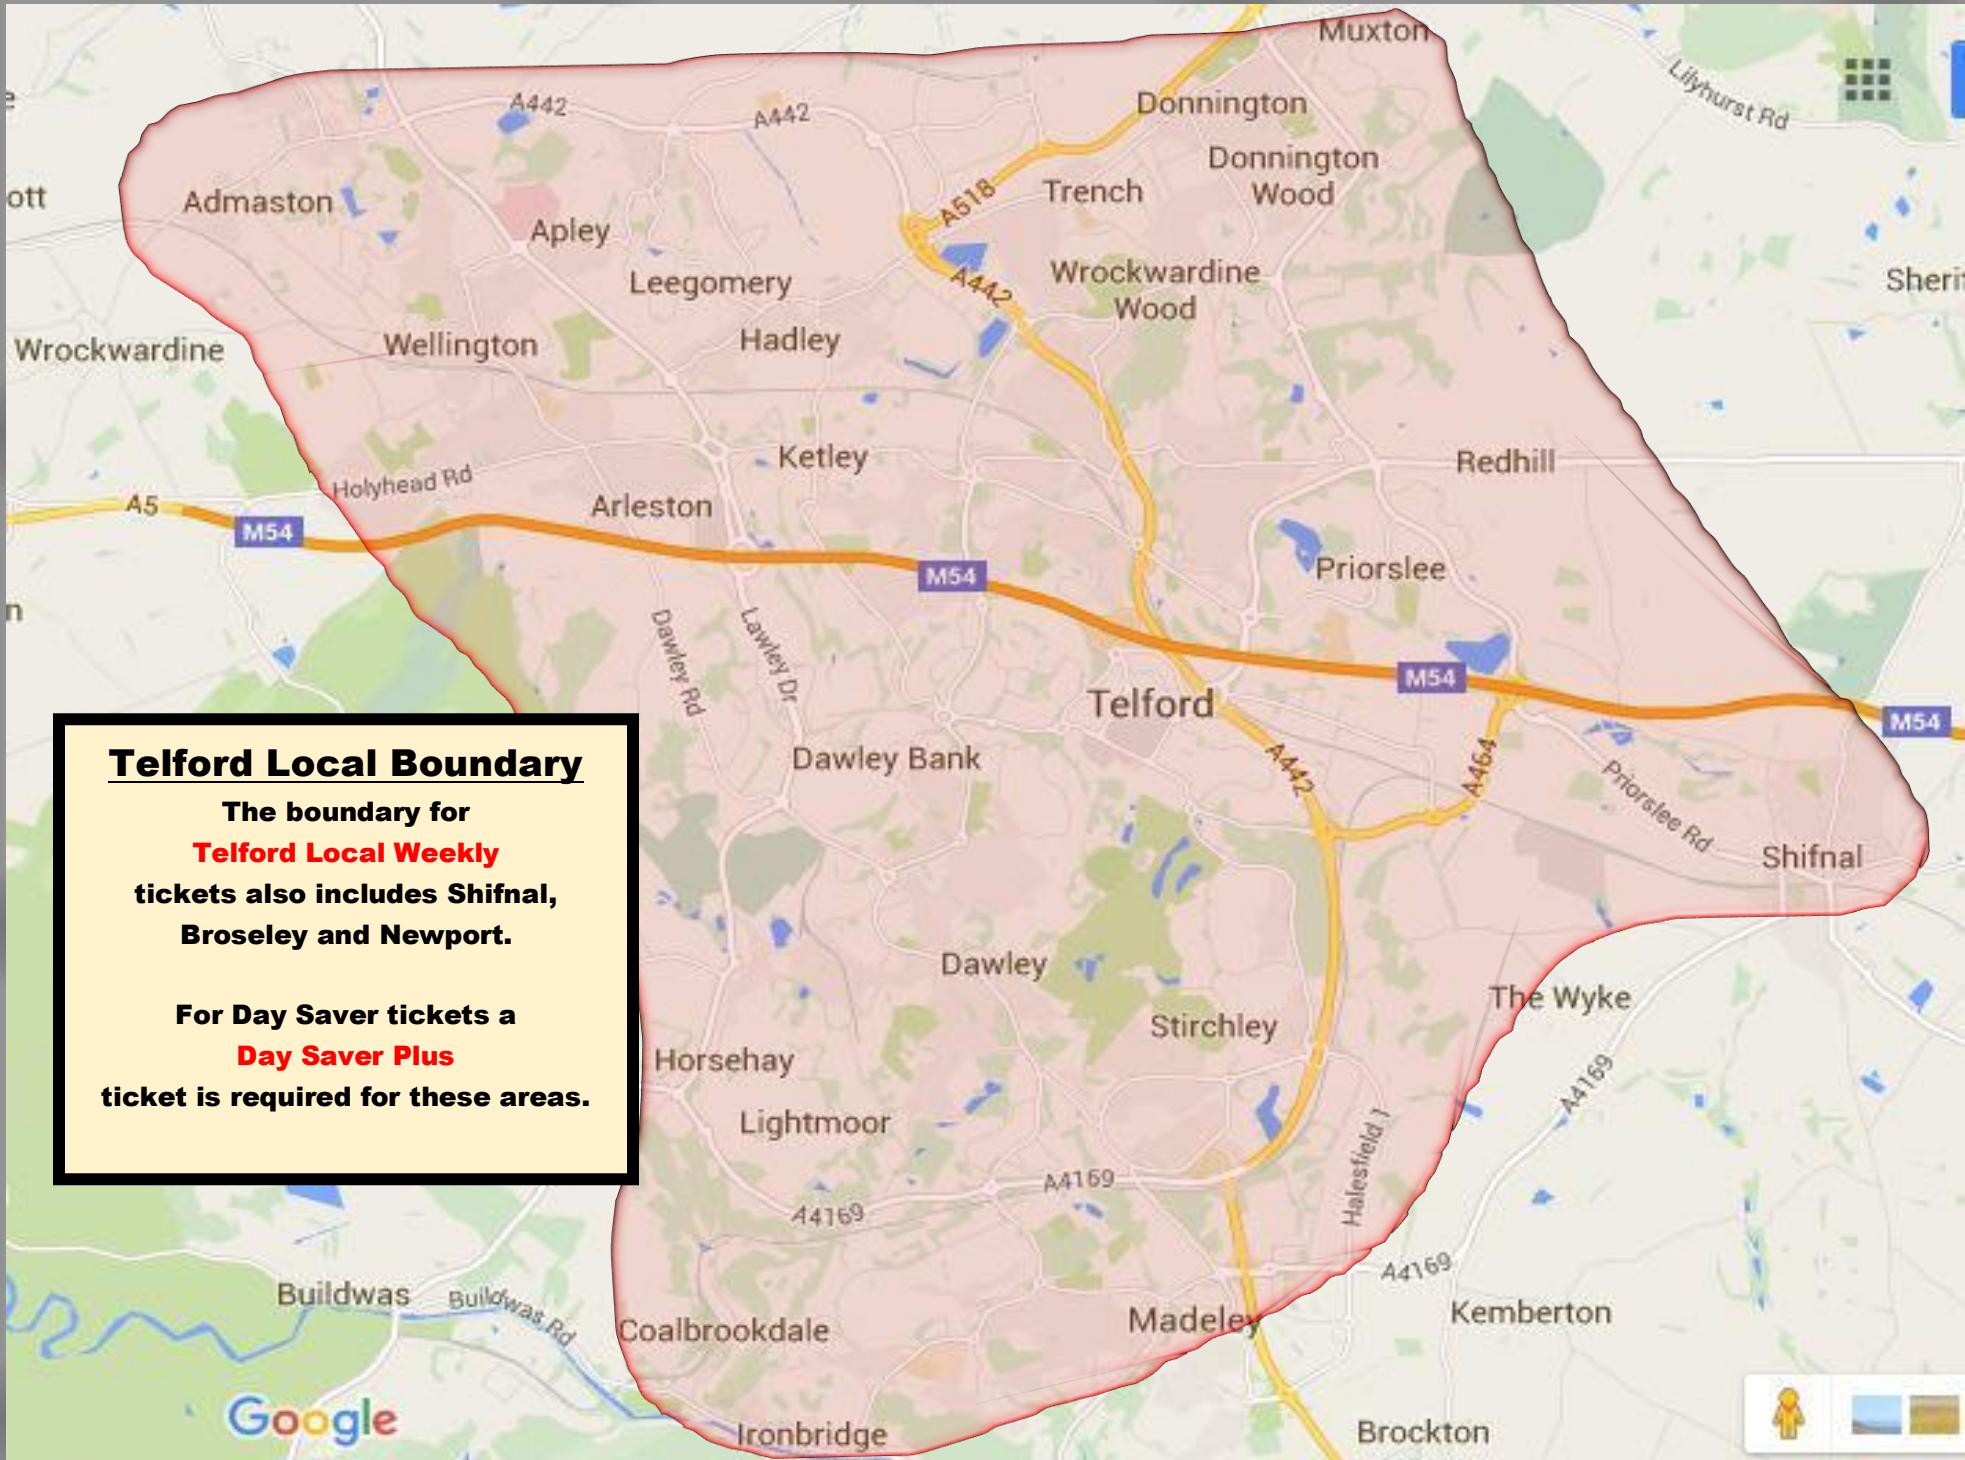 Muxton
Lilyhurst Rd
A442
A442
Donnington
Donnington
Wood
ott
Admaston
A518
Trench
Apley
Leegomery
A442
Wrockwardine
Wood
Sherif
Wrockwardine
Wellington
Hadley
Ketley
Redhill
Holyhead Rd
A5
Arleston
M54
M54
Priorslee
n
Dawley Rd
Lawley Dr
M54
Telford
M54
Dawley Bank
A442
A464
Priorslee Rd
Shifnal
Telford Local Boundary
The boundary for
Telford Local Weekly
tickets also includes Shifnal,
Broseley and Newport.
For Day Saver tickets a
Day Saver Plus
ticket is required for these areas.
Dawley
The Wyke
Stirchley
Horsehay
A4169
Lightmoor
Halesfield 1
A4169
A4169
A4169
Buildwas
Buildwas Rd
Coalbrookdale
Madeley
Kemberton
Google
Ironbridge
Brockton